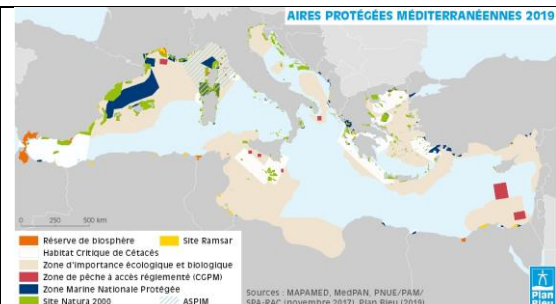 AIRES PROTÉGÉES MÉDITERRANÉENNES 2019
0 250 500 km
Réserve de biosphère
Site Ramsar
Habitat Critique de Cétacés
Zone d'importance écologique et biologique
Zone de pêche à accès réglementé (CGPM)
Zone Marine Nationale Protégée
Site Natura 2000
ASPIM
Sources : MAPAMED, MedPAN, PNUE/PAM/
SPA-RAC (novembre 2017), Plan Bleu (2019)
Plan
Bleu